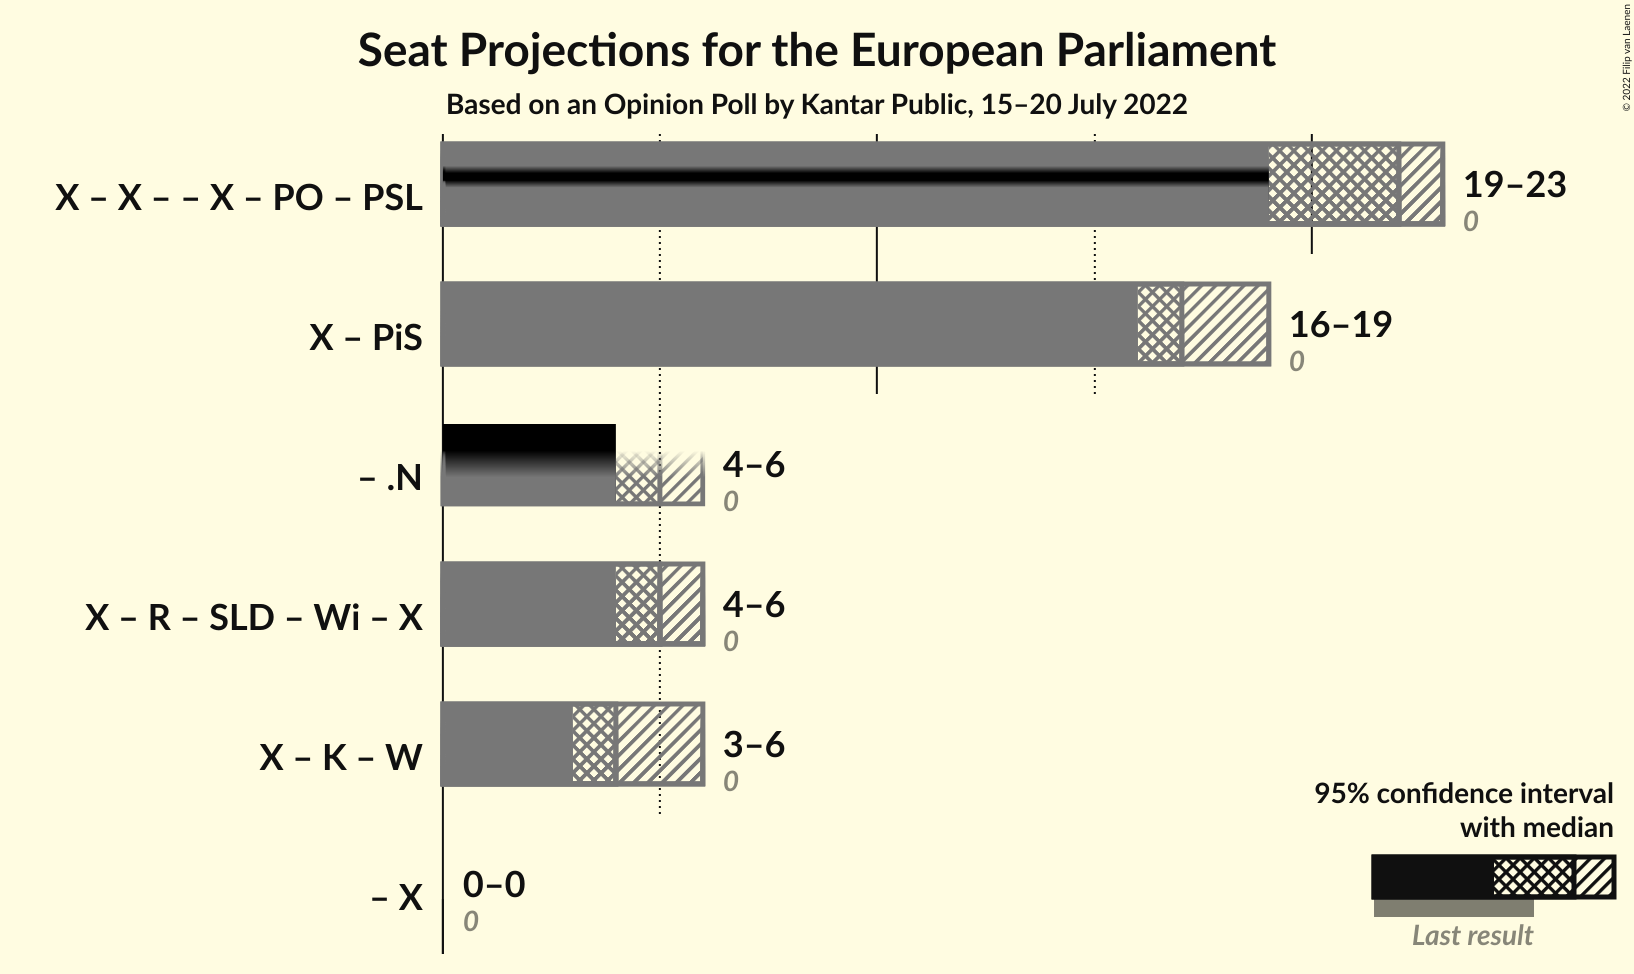 Seat Projections for the European Parliament
Based on an Opinion Poll by Kantar Public, 15–20 July 2022
© 2022 Filip van Laenen
X – X – – X – PO – PSL
19–23
0
X – PiS
16–19
0
– .N
4–6
0
X – R – SLD – Wi – X
4–6
0
X – K – W
3–6
0
– X
0–0
0
95% confidence interval
with median
Last result